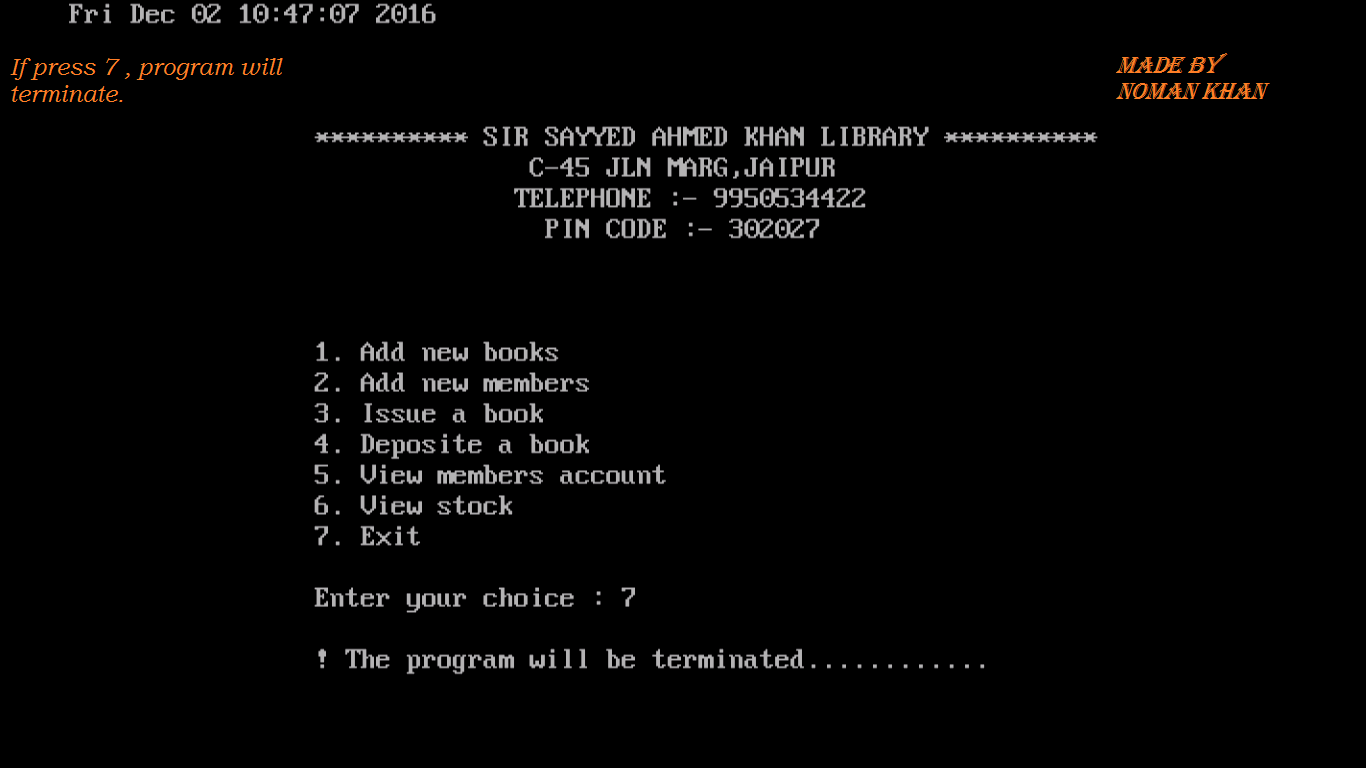 Fri Dec 02 10:47:07 2016
If press 7 , program will
terminate.
MADE BY
NOMAN KHAN
********** SIR SAYYED AHMED KHAN LIBRARY **********
C-45 JLN MARG,JAIPUR
TELEPHONE :- 9950534422
PIN CODE :- 302027
1. Add new books
2. Add new members
3. Issue a book
4. Deposite a book
5. View members account
6. View stock
7. Exit
Enter your choice : 7
! The program will be terminated............